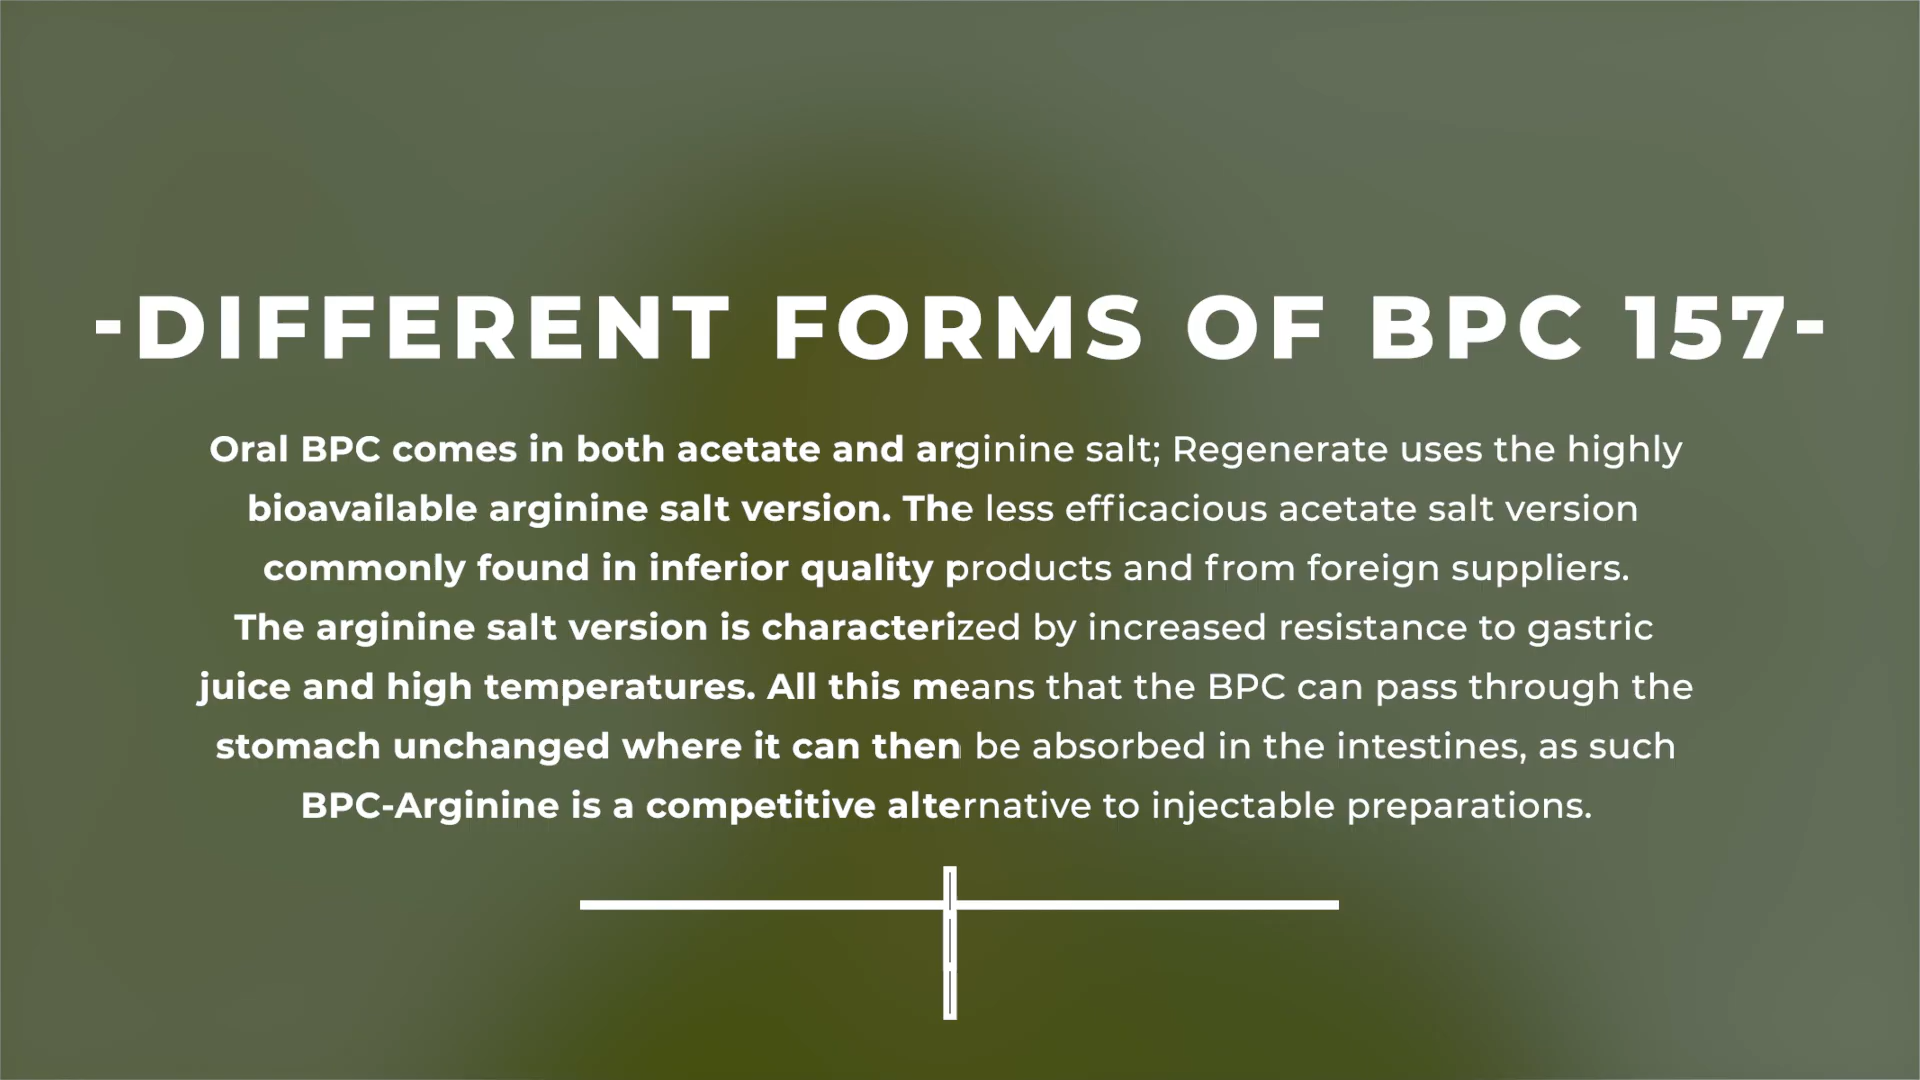 -DIFFERENT FORMS OF BPC 157-
Oral BPC comes in both acetate and arginine salt; Regenerate uses the highly
bioavailable arginine salt version. The less efficacious acetate salt version
commonly found in inferior quality products and from foreign suppliers.
The arginine salt version is characterized by increased resistance to gastric
juice and high temperatures. All this means that the BPC can pass through the
stomach unchanged where it can then be absorbed in the intestines, as such
BPC-Arginine is a competitive alternative to injectable preparations.